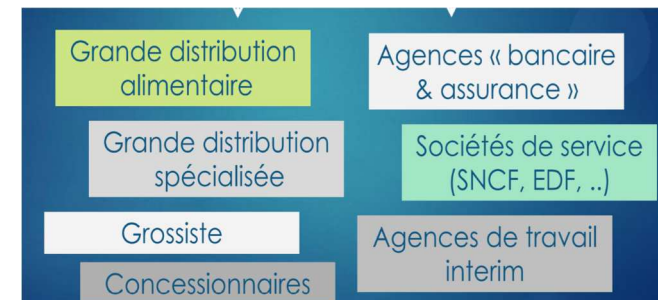 Grande distribution
alimentaire
Grande distribution
spécialisée
Grossiste
Concessionnaires
Agences « bancaire
& assurance »
Sociétés de service
(SNCF, EDF, ..)
Agences de travail
interim